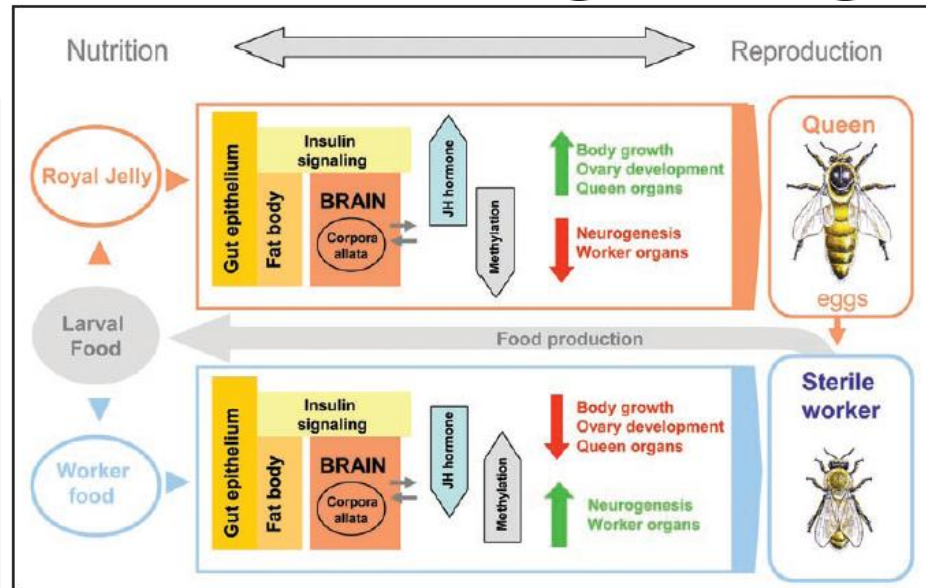 Nutrition
Reproduction
Royal Jelly
Gut epithelium
Fat body
Insulin
signaling
BRAIN
Corpora
allata
JH hormone
Methylation
Body growth
Ovary development
Queen organs
Neurogenesis
Worker organs
Queen
eggs
Larval
Food
Food production
Worker
food
Gut epithelium
Fat body
Insulin
signaling
BRAIN
Corpora
allata
JH hormone
Methylation
Body growth
Ovary development
Queen organs
Neurogenesis
Worker organs
Sterile
worker